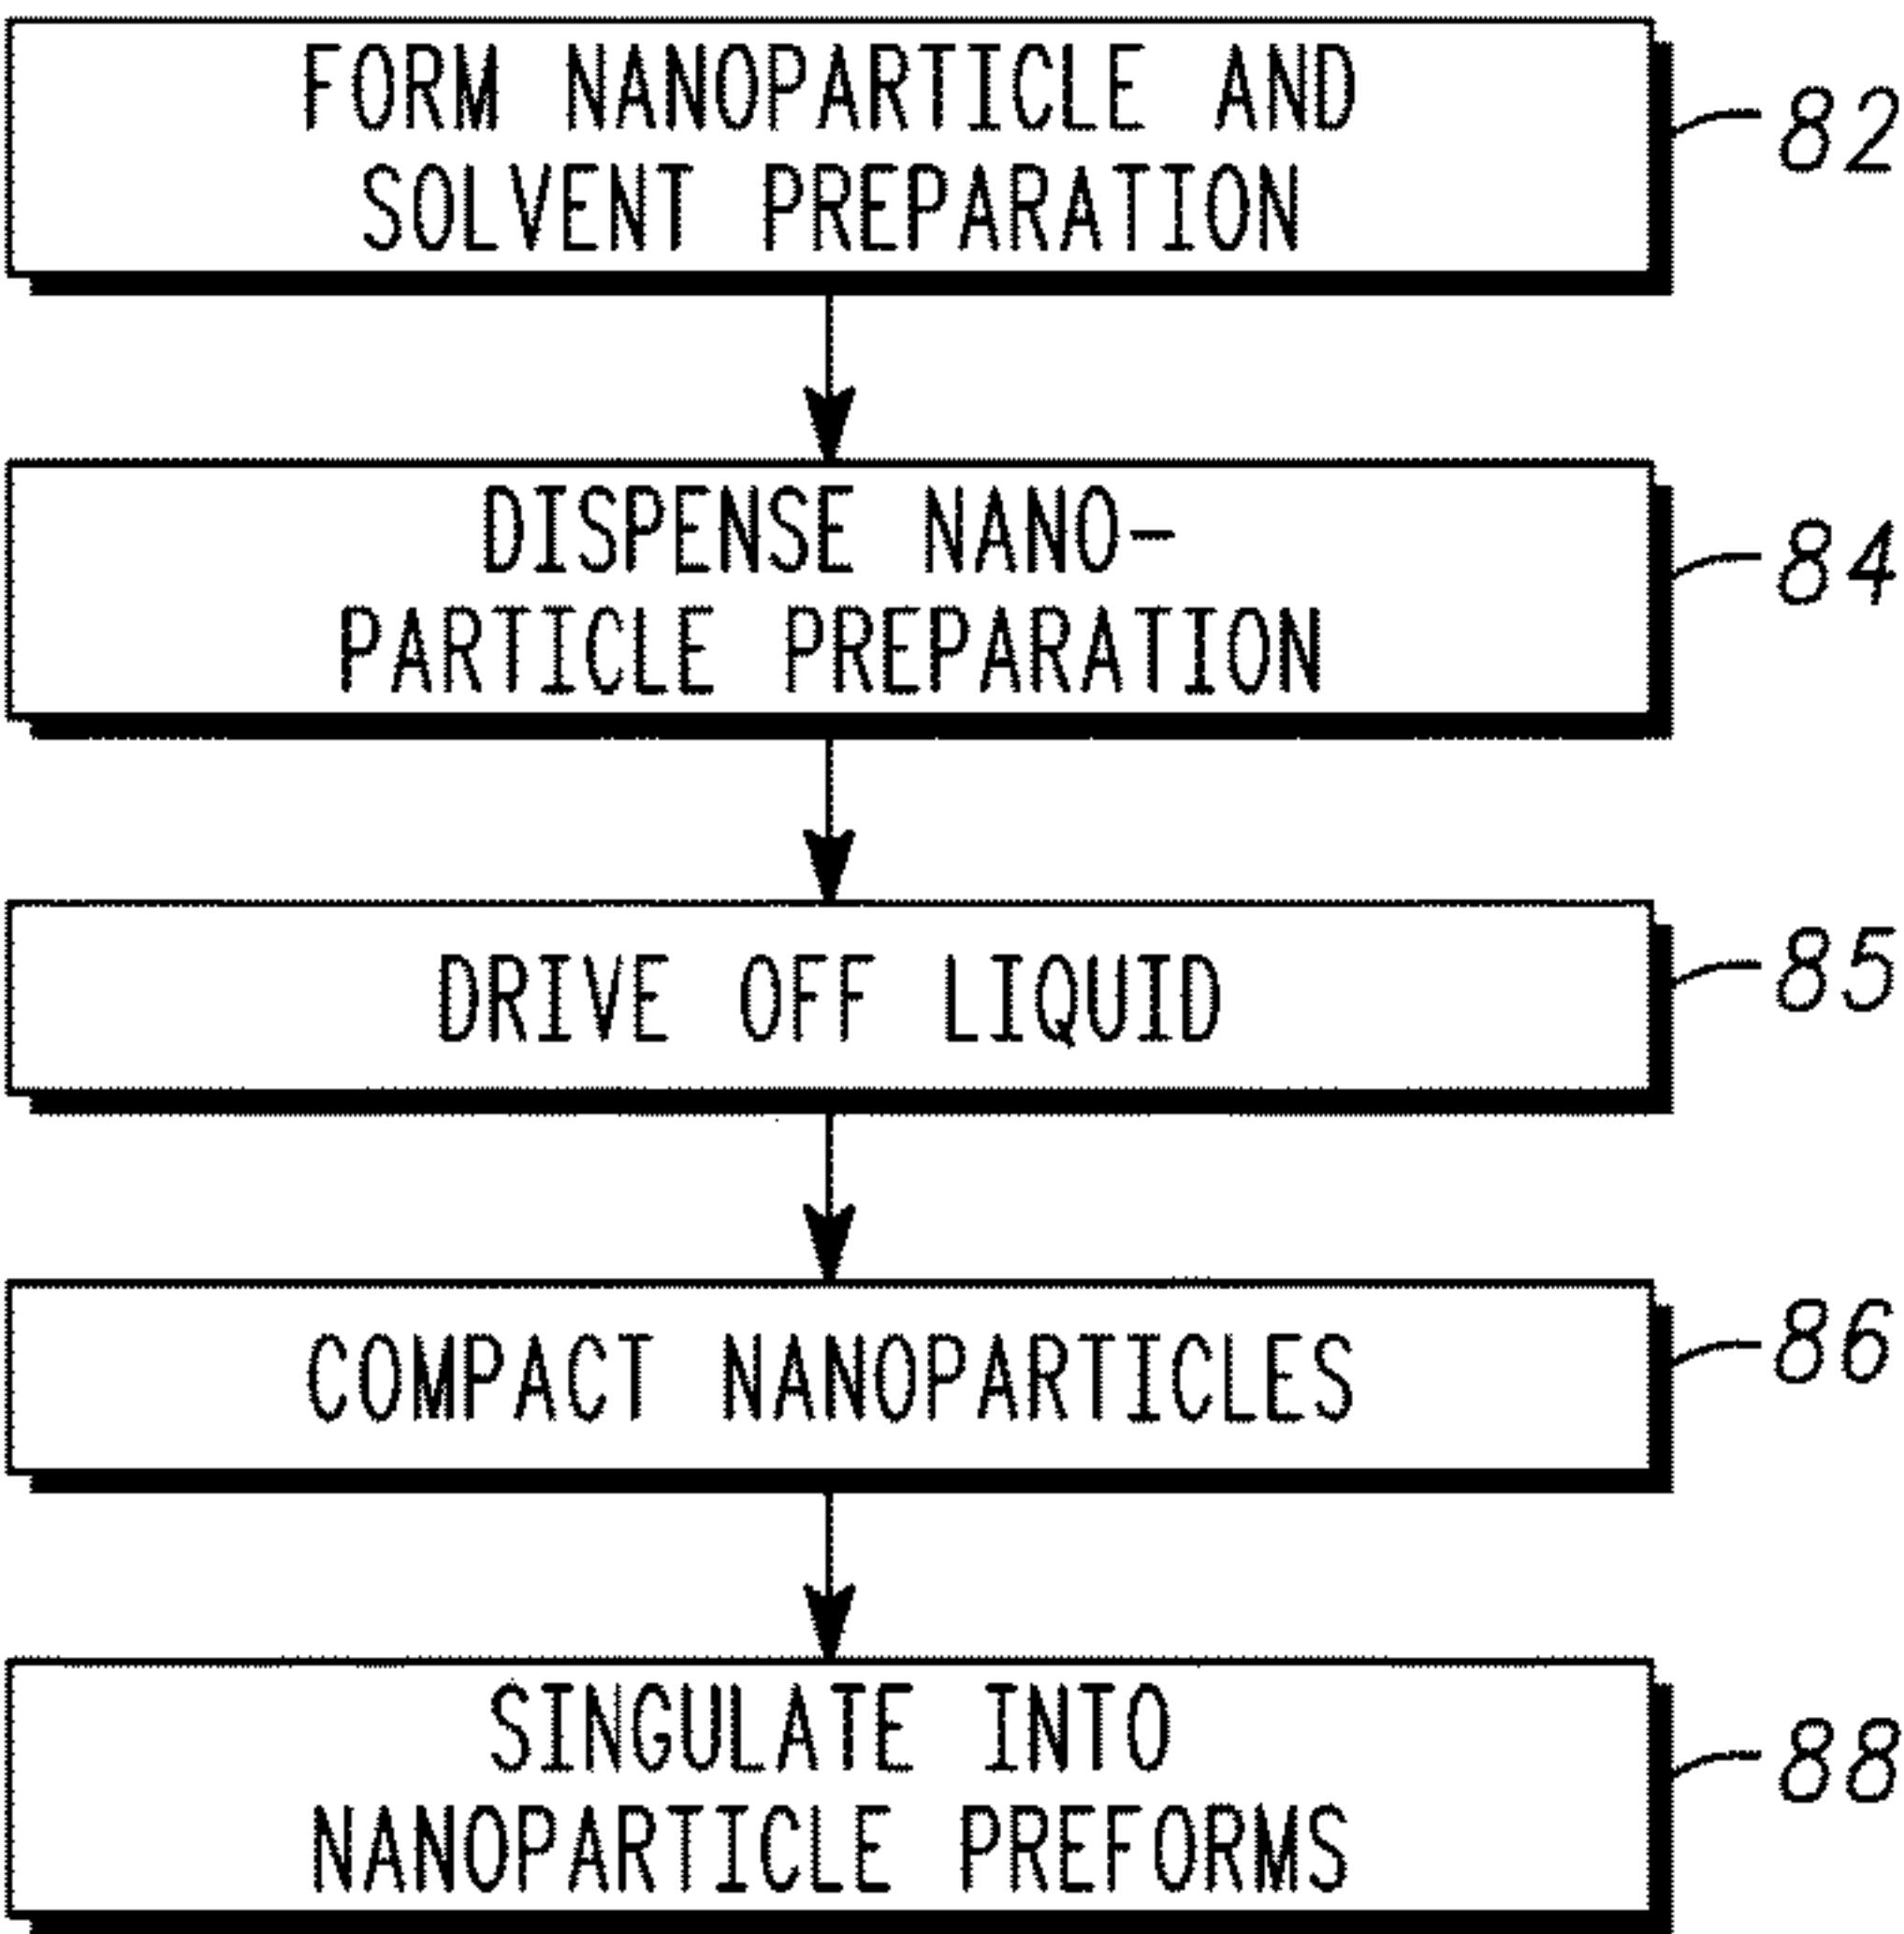 FORM NANOPARTICLE AND
SOLVENT PREPARATION
82
DISPENSE NANO-
PARTICLE PREPARATION
84
DRIVE OFF LIQUID
85
COMPACT NANOPARTICLES
86
SINGULATE INTO
NANOPARTICLE PREFORMS
88